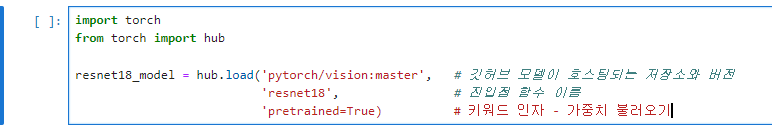 [ ]: import torch
from torch import hub
resnet18_model = hub.load('pytorch/vision:master', # 깃허브 모델이 호스팅되는 저장소와 버전
'resnet18', # 진입점 함수 이름
'pretrained=True) # 키워드 인자 - 가중치 불러오기